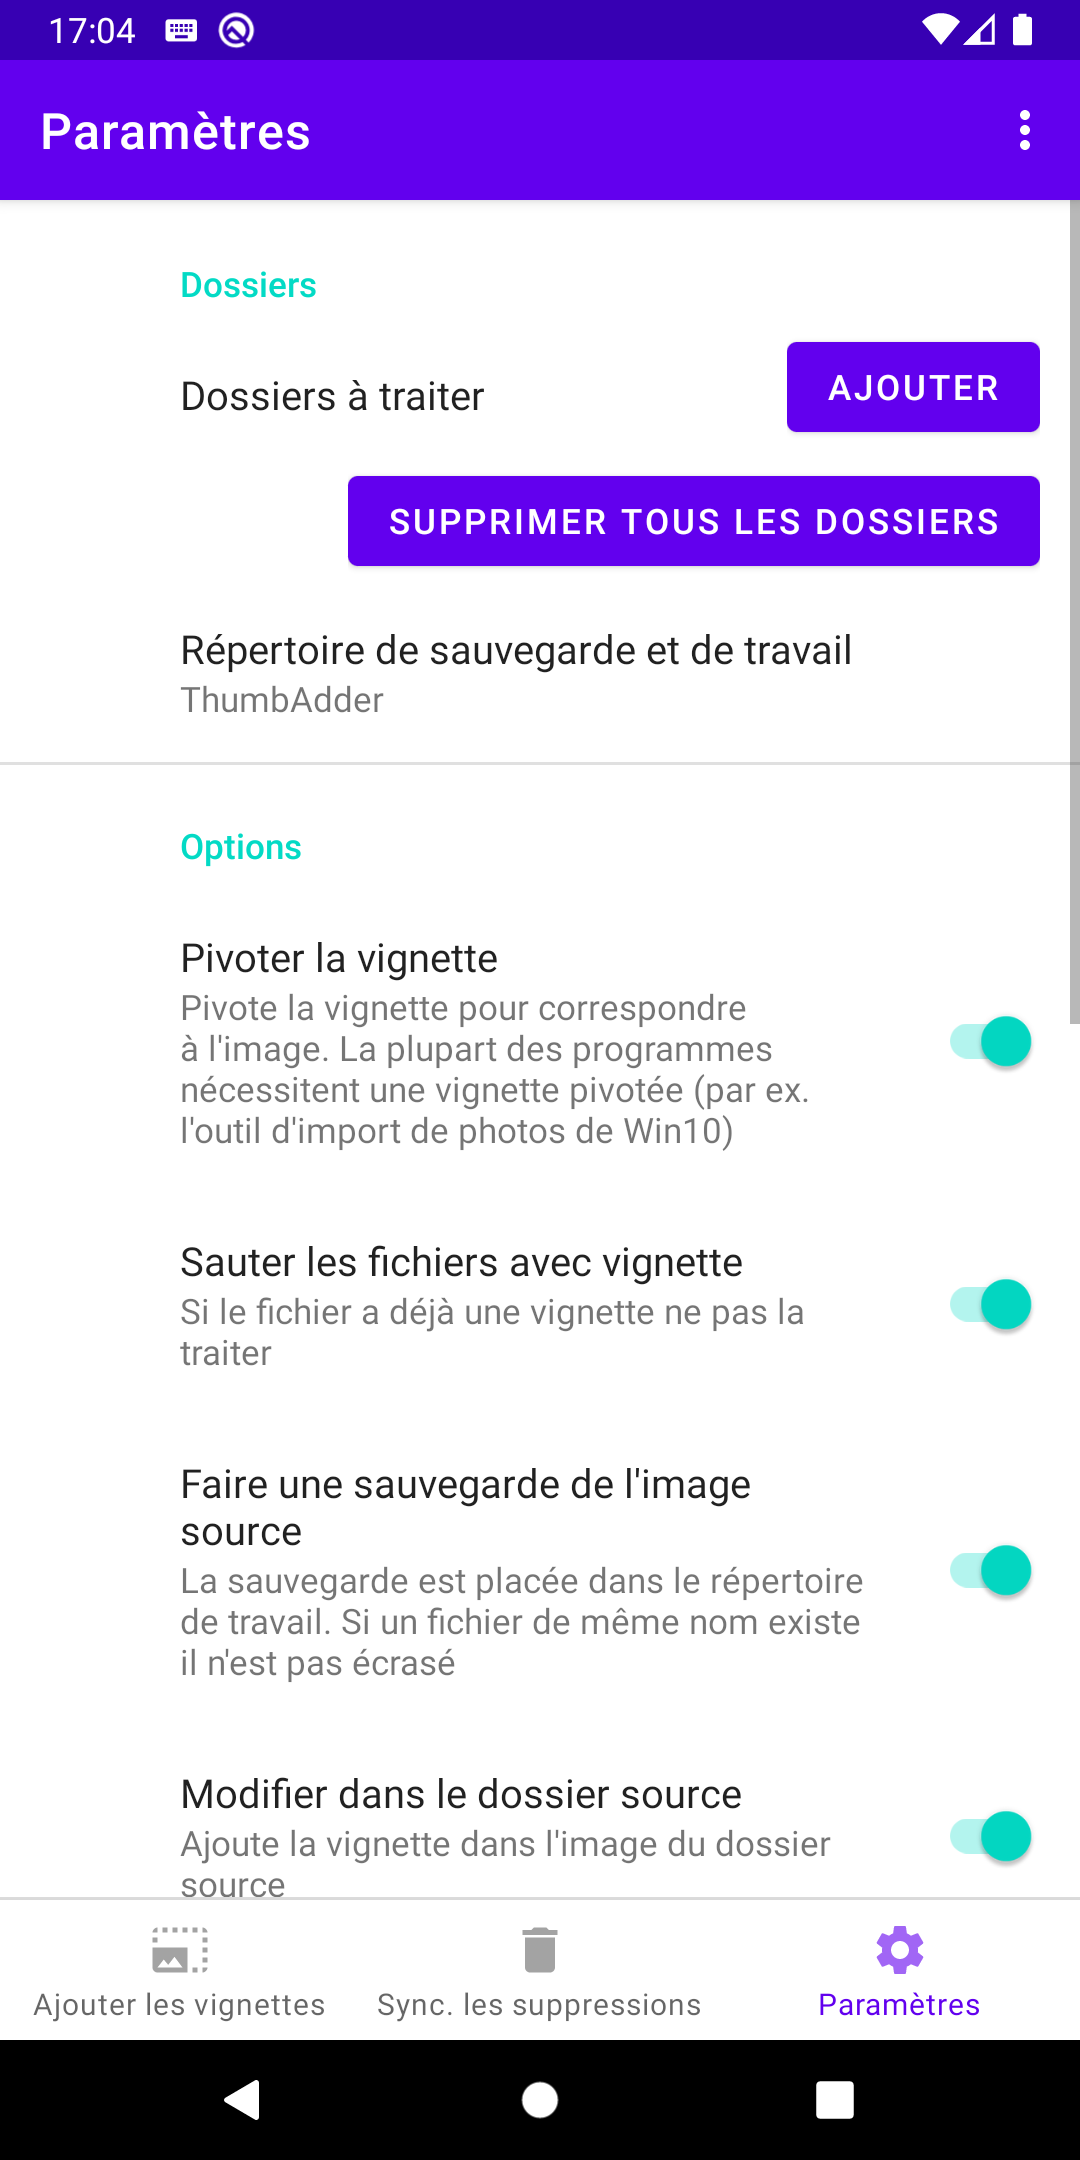 17:04
Paramètres
Dossiers
Dossiers à traiter
AJOUTER
SUPPRIMER TOUS LES DOSSIERS
Répertoire de sauvegarde et de travail
ThumbAdder
Options
Pivoter la vignette
Pivote la vignette pour correspondre
à l'image. La plupart des programmes
nécessitent une vignette pivotée (par ex.
l'outil d'import de photos de Win10)
Sauter les fichiers avec vignette
Si le fichier a déjà une vignette ne pas la
traiter
Faire une sauvegarde de l'image
source
La sauvegarde est placée dans le répertoire
de travail. Si un fichier de même nom existe
il n'est pas écrasé
Modifier dans le dossier source
Ajoute la vignette dans l'image du dossier
source
Ajouter les vignettes
Sync. les suppressions
Paramètres